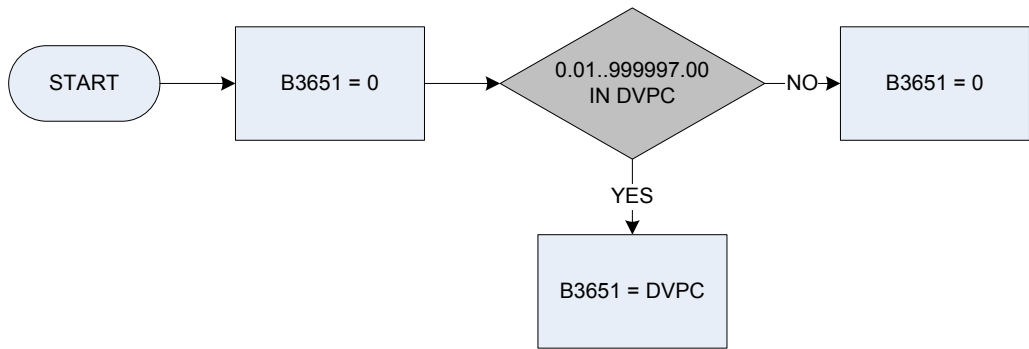 START
B3651 = 0
0.01..999997.00
IN DVPC
NO
B3651 = 0
YES
B3651 = DVPC